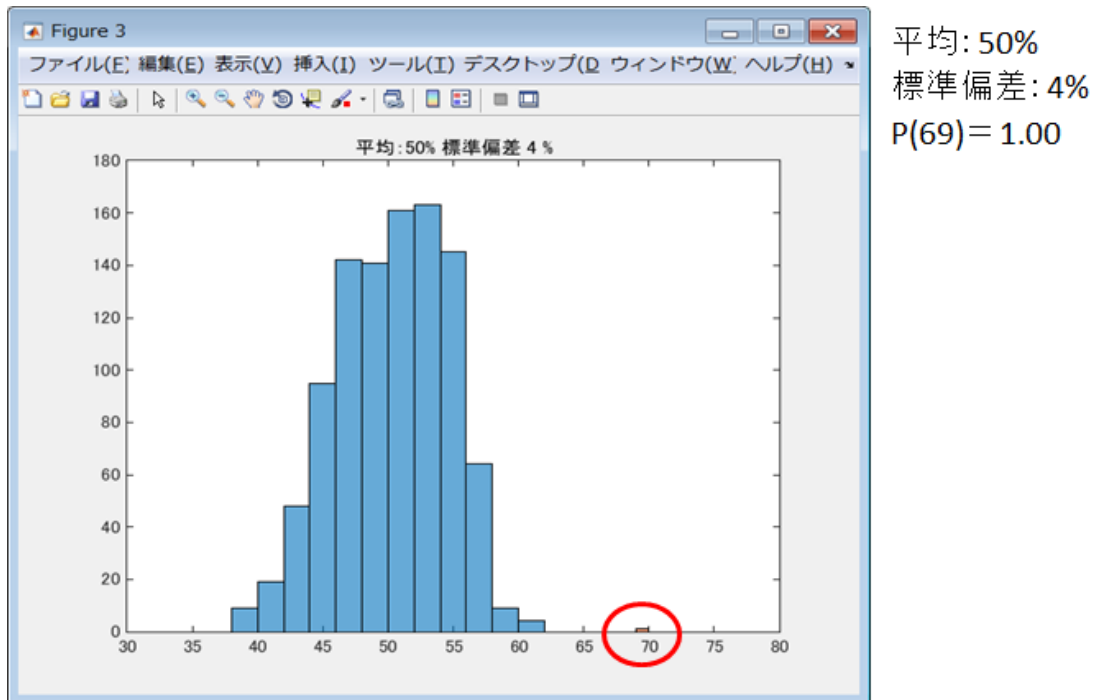 Figure 3
ファイル(F) 編集(E) 表示(V) 挿入(I) ツール(T) デスクトップ(D ウィンドウ(W) ヘルプ(H)
平均:50% 標準偏差 4 %
180
160
140
120
100
80
60
40
20
0
30 35 40 45 50 55 60 65 70 75 80
平均: 50%
標準偏差: 4%
P(69)=1.00